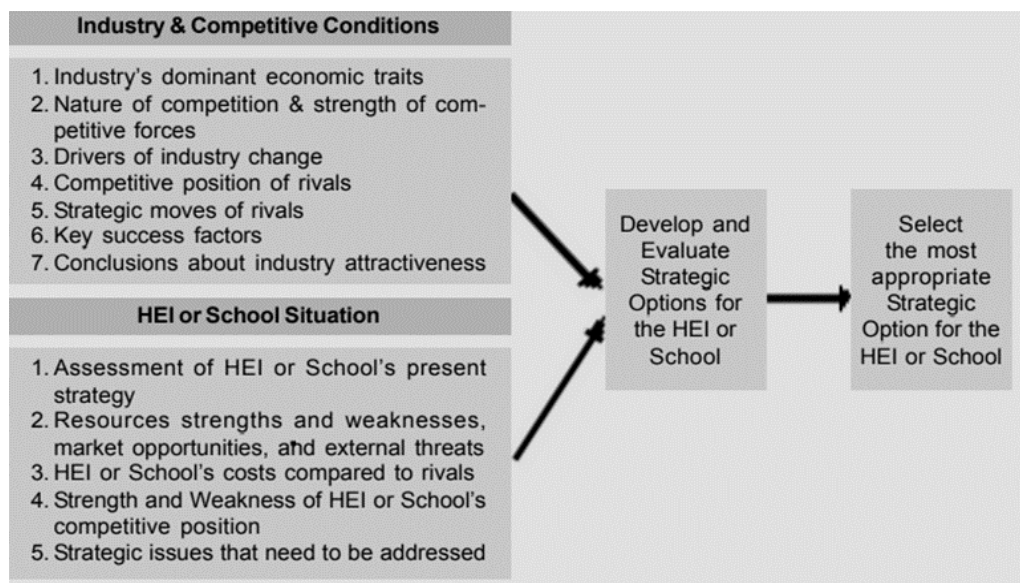 Industry & Competitive Conditions
1. Industry's dominant economic traits
2. Nature of competition & strength of com-
petitive forces
3. Drivers of industry change
4. Competitive position of rivals
5. Strategic moves of rivals
6. Key success factors
7. Conclusions about industry attractiveness
HEI or School Situation
1. Assessment of HEI or School's present
strategy
2. Resources strengths and weaknesses,
market opportunities, and external threats
3. HEI or School's costs compared to rivals
4. Strength and Weakness of HEI or School's
competitive position
5. Strategic issues that need to be addressed
Develop and
Evaluate
Strategic
Options for
the HEI or
School
Select
the most
appropriate
Strategic
Option for the
HEI or School